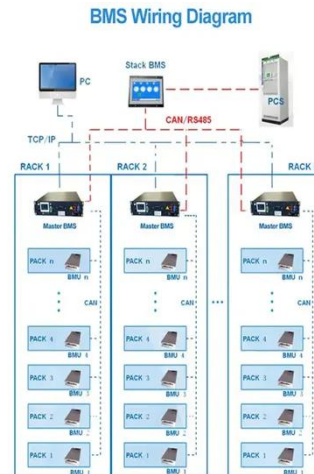 BMS Wiring Diagram
Stack BMS
PC
PCS
CAN/RS485
TCP/IP
RACK 1
RACK 2
RACK
Master BMS
Master BMS
Master BMS
PACK n
BMU n
PACK n
BMU n
PACK n
BMU n
CAN
CAN
CAN
PACK 4
BMU 4
PACK 4
BMU 4
PACK 4
BMU 4
PACK 3
BMU 3
PACK 3
BMU 3
PACK 3
BMU 3
PACK 2
BMU 2
PACK 2
BMU 2
PACK 2
BMU 2
PACK 1
BMU 1
PACK 1
BMU 1
PACK 1
BMU 1